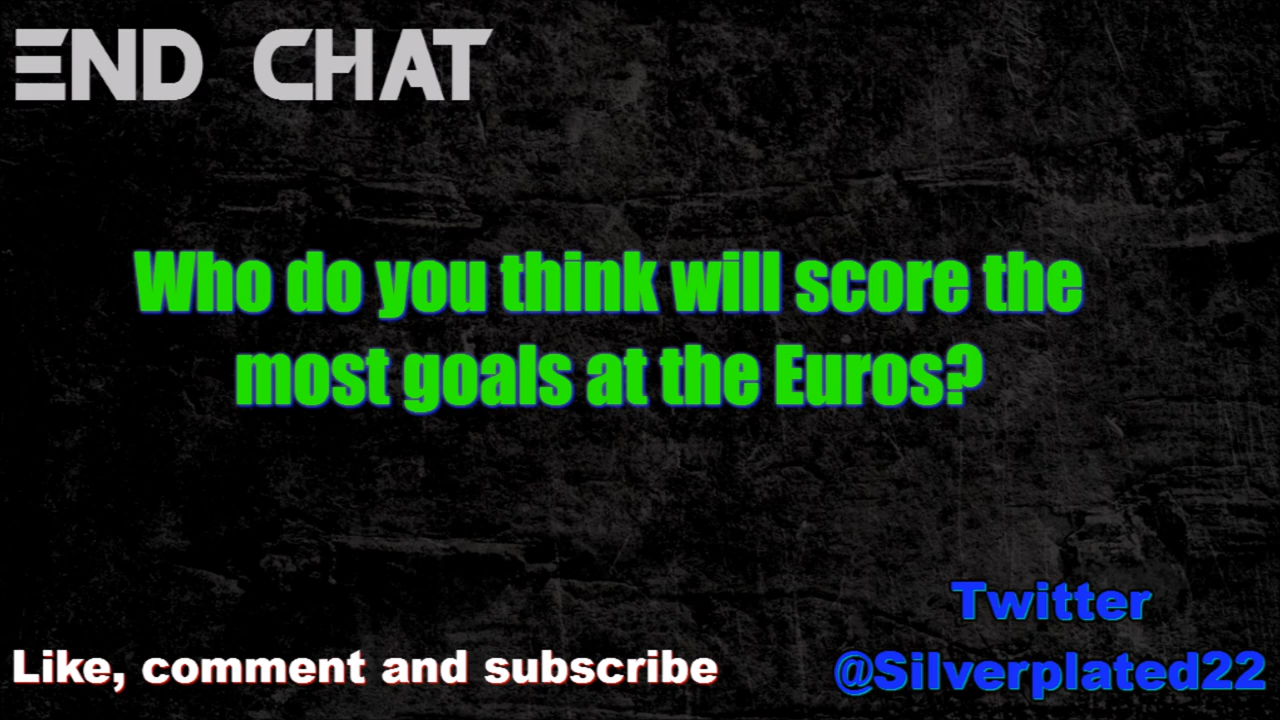 END CHAT
Who do you think will score the
most goals at the Euros?
Twitter
Like, comment and subscribe
@Silverplated22